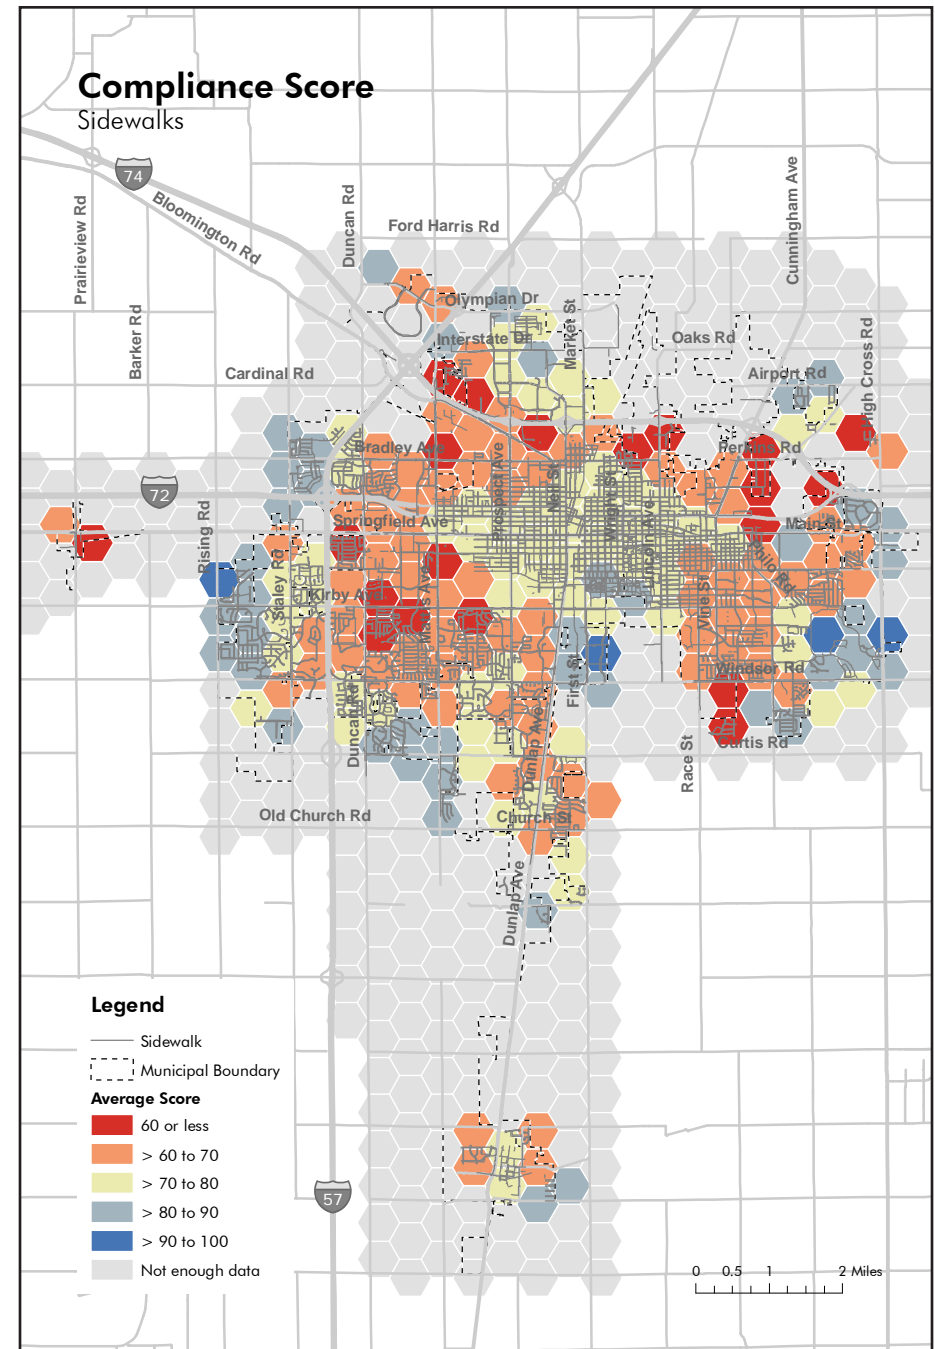 Compliance Score
Sidewalks
74
Bloomington Rd
Prairieview Rd
Barker Rd
Duncan Rd
Ford Harris Rd
Cunningham Ave
Olympian Dr
Market St
Interstate Dr
Oaks Rd
Cardinal Rd
Airport Rd
High Cross Rd
Bradley Ave
Perkins Rd
72
Rising Rd
Prospect Ave
Neil St
Wright St
Lincoln Ave
Springfield Ave
Main St
Philo Rd
Staley Rd
Kirby Ave
Mattis Ave
Vine St
First St
Windsor Rd
Duncan Rd
Dunlap Ave
Race St
Curtis Rd
Old Church Rd
Church St
Dunlap Ave
Legend
Sidewalk
Municipal Boundary
Average Score
60 or less
> 60 to 70
> 70 to 80
> 80 to 90
> 90 to 100
Not enough data
57
0 0.5 1 2 Miles